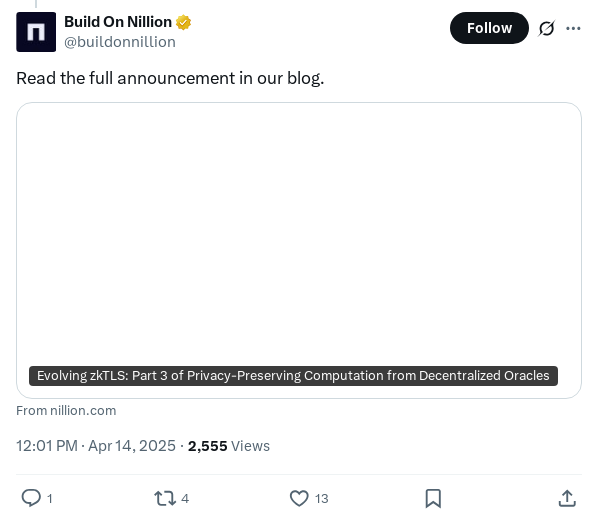 Build On Nillion
@buildonnillion
Follow
Read the full announcement in our blog.
Evolving zkTLS: Part 3 of Privacy-Preserving Computation from Decentralized Oracles
From nillion.com
12:01 PM · Apr 14, 2025 · 2,555 Views
1 4 13